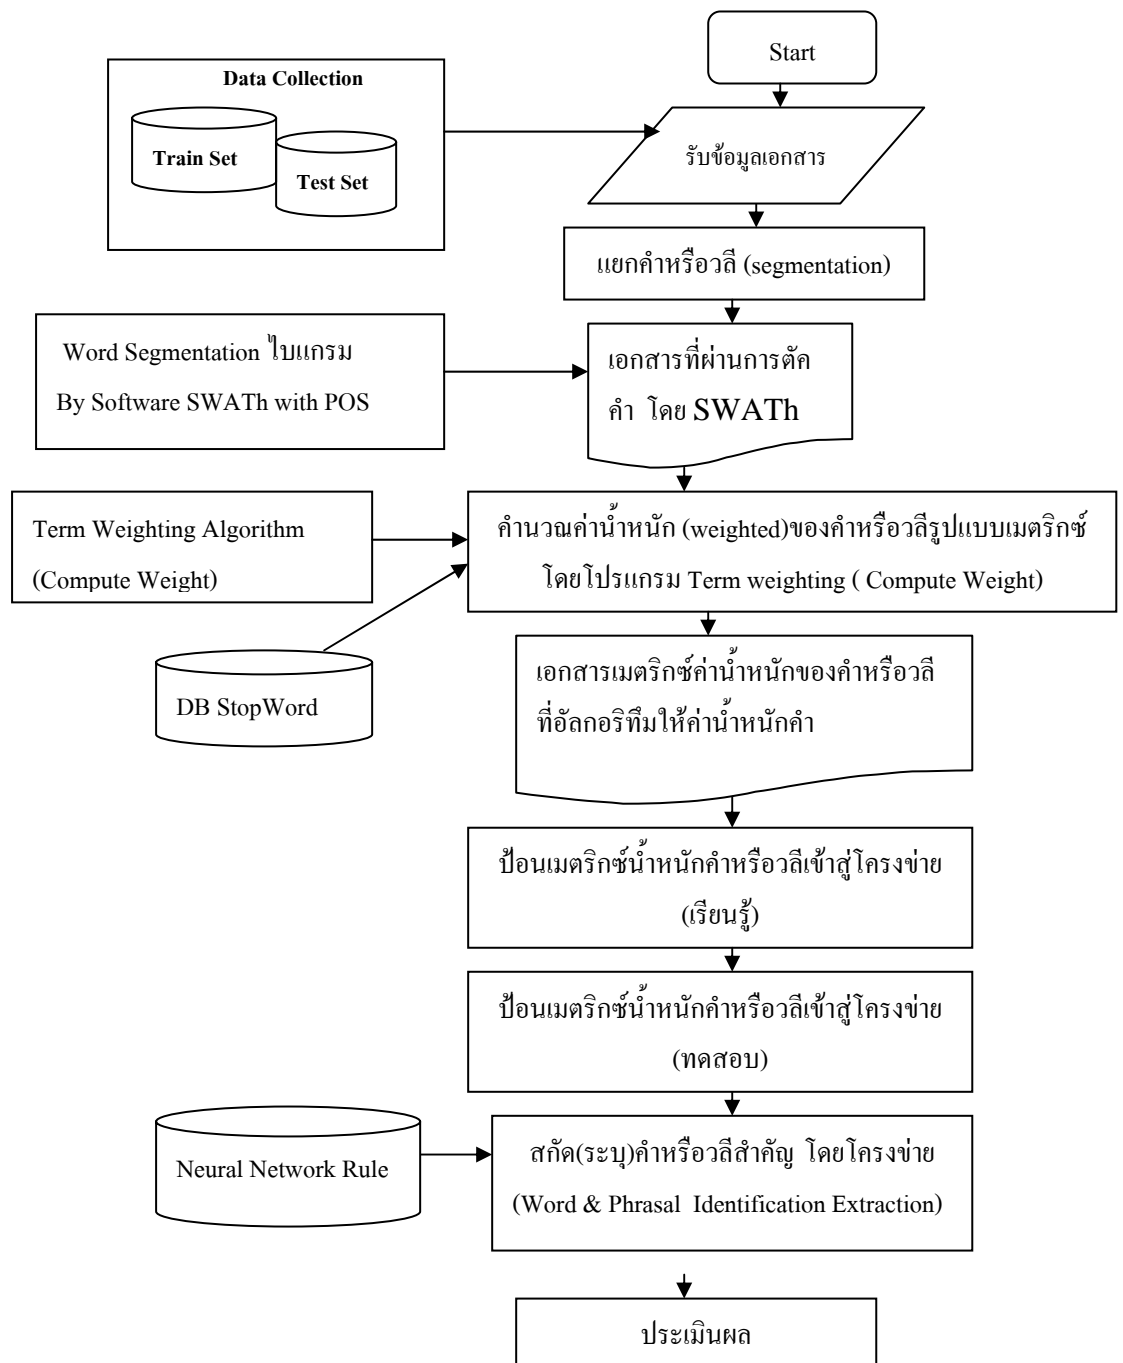 Start
Data Collection
Train Set
Test Set
รับข้อมูลเอกสาร
แยกคำหรือวลี (segmentation)
Word Segmentation ไบแกรม
By Software SWATh with POS
เอกสารที่ผ่านการตัด
คำ โดย SWATh
Term Weighting Algorithm
(Compute Weight)
คำนวณค่าน้ำหนัก (weighted)ของคำหรือวลีรูปแบบเมตริกซ์
โดยโปรแกรม Term weighting ( Compute Weight)
DB StopWord
เอกสารเมตริกซ์ค่าน้ำหนักของคำหรือวลี
ที่อัลกอริทึมให้ค่าน้ำหนักคำ
ป้อนเมตริกซ์น้ำหนักคำหรือวลีเข้าสู่โครงข่าย
(เรียนรู้)
ป้อนเมตริกซ์น้ำหนักคำหรือวลีเข้าสู่โครงข่าย
(ทดสอบ)
Neural Network Rule
สกัด(ระบุ)คำหรือวลีสำคัญ โดยโครงข่าย
(Word & Phrasal Identification Extraction)
ประเมินผล